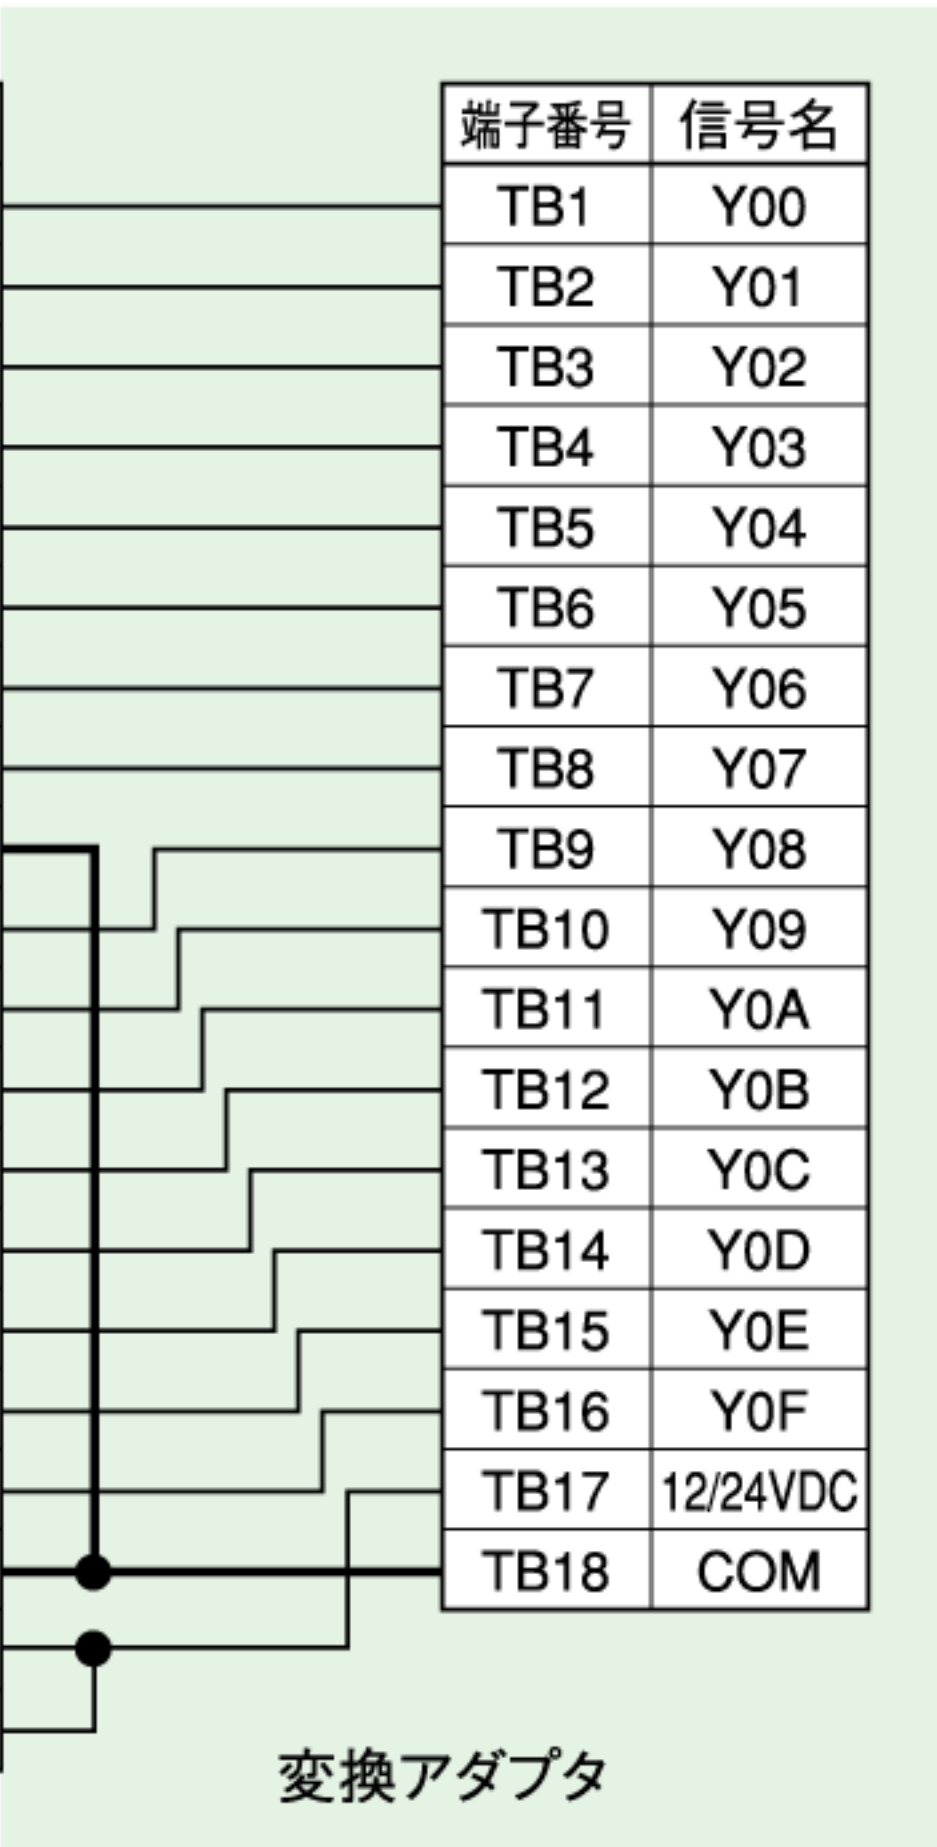 端子番号 信号名
TB1 Y00
TB2 Y01
TB3 Y02
TB4 Y03
TB5 Y04
TB6 Y05
TB7 Y06
TB8 Y07
TB9 Y08
TB10 Y09
TB11 Y0A
TB12 Y0B
TB13 Y0C
TB14 Y0D
TB15 Y0E
TB16 Y0F
TB17 12/24VDC
TB18 COM
変換アダプタ